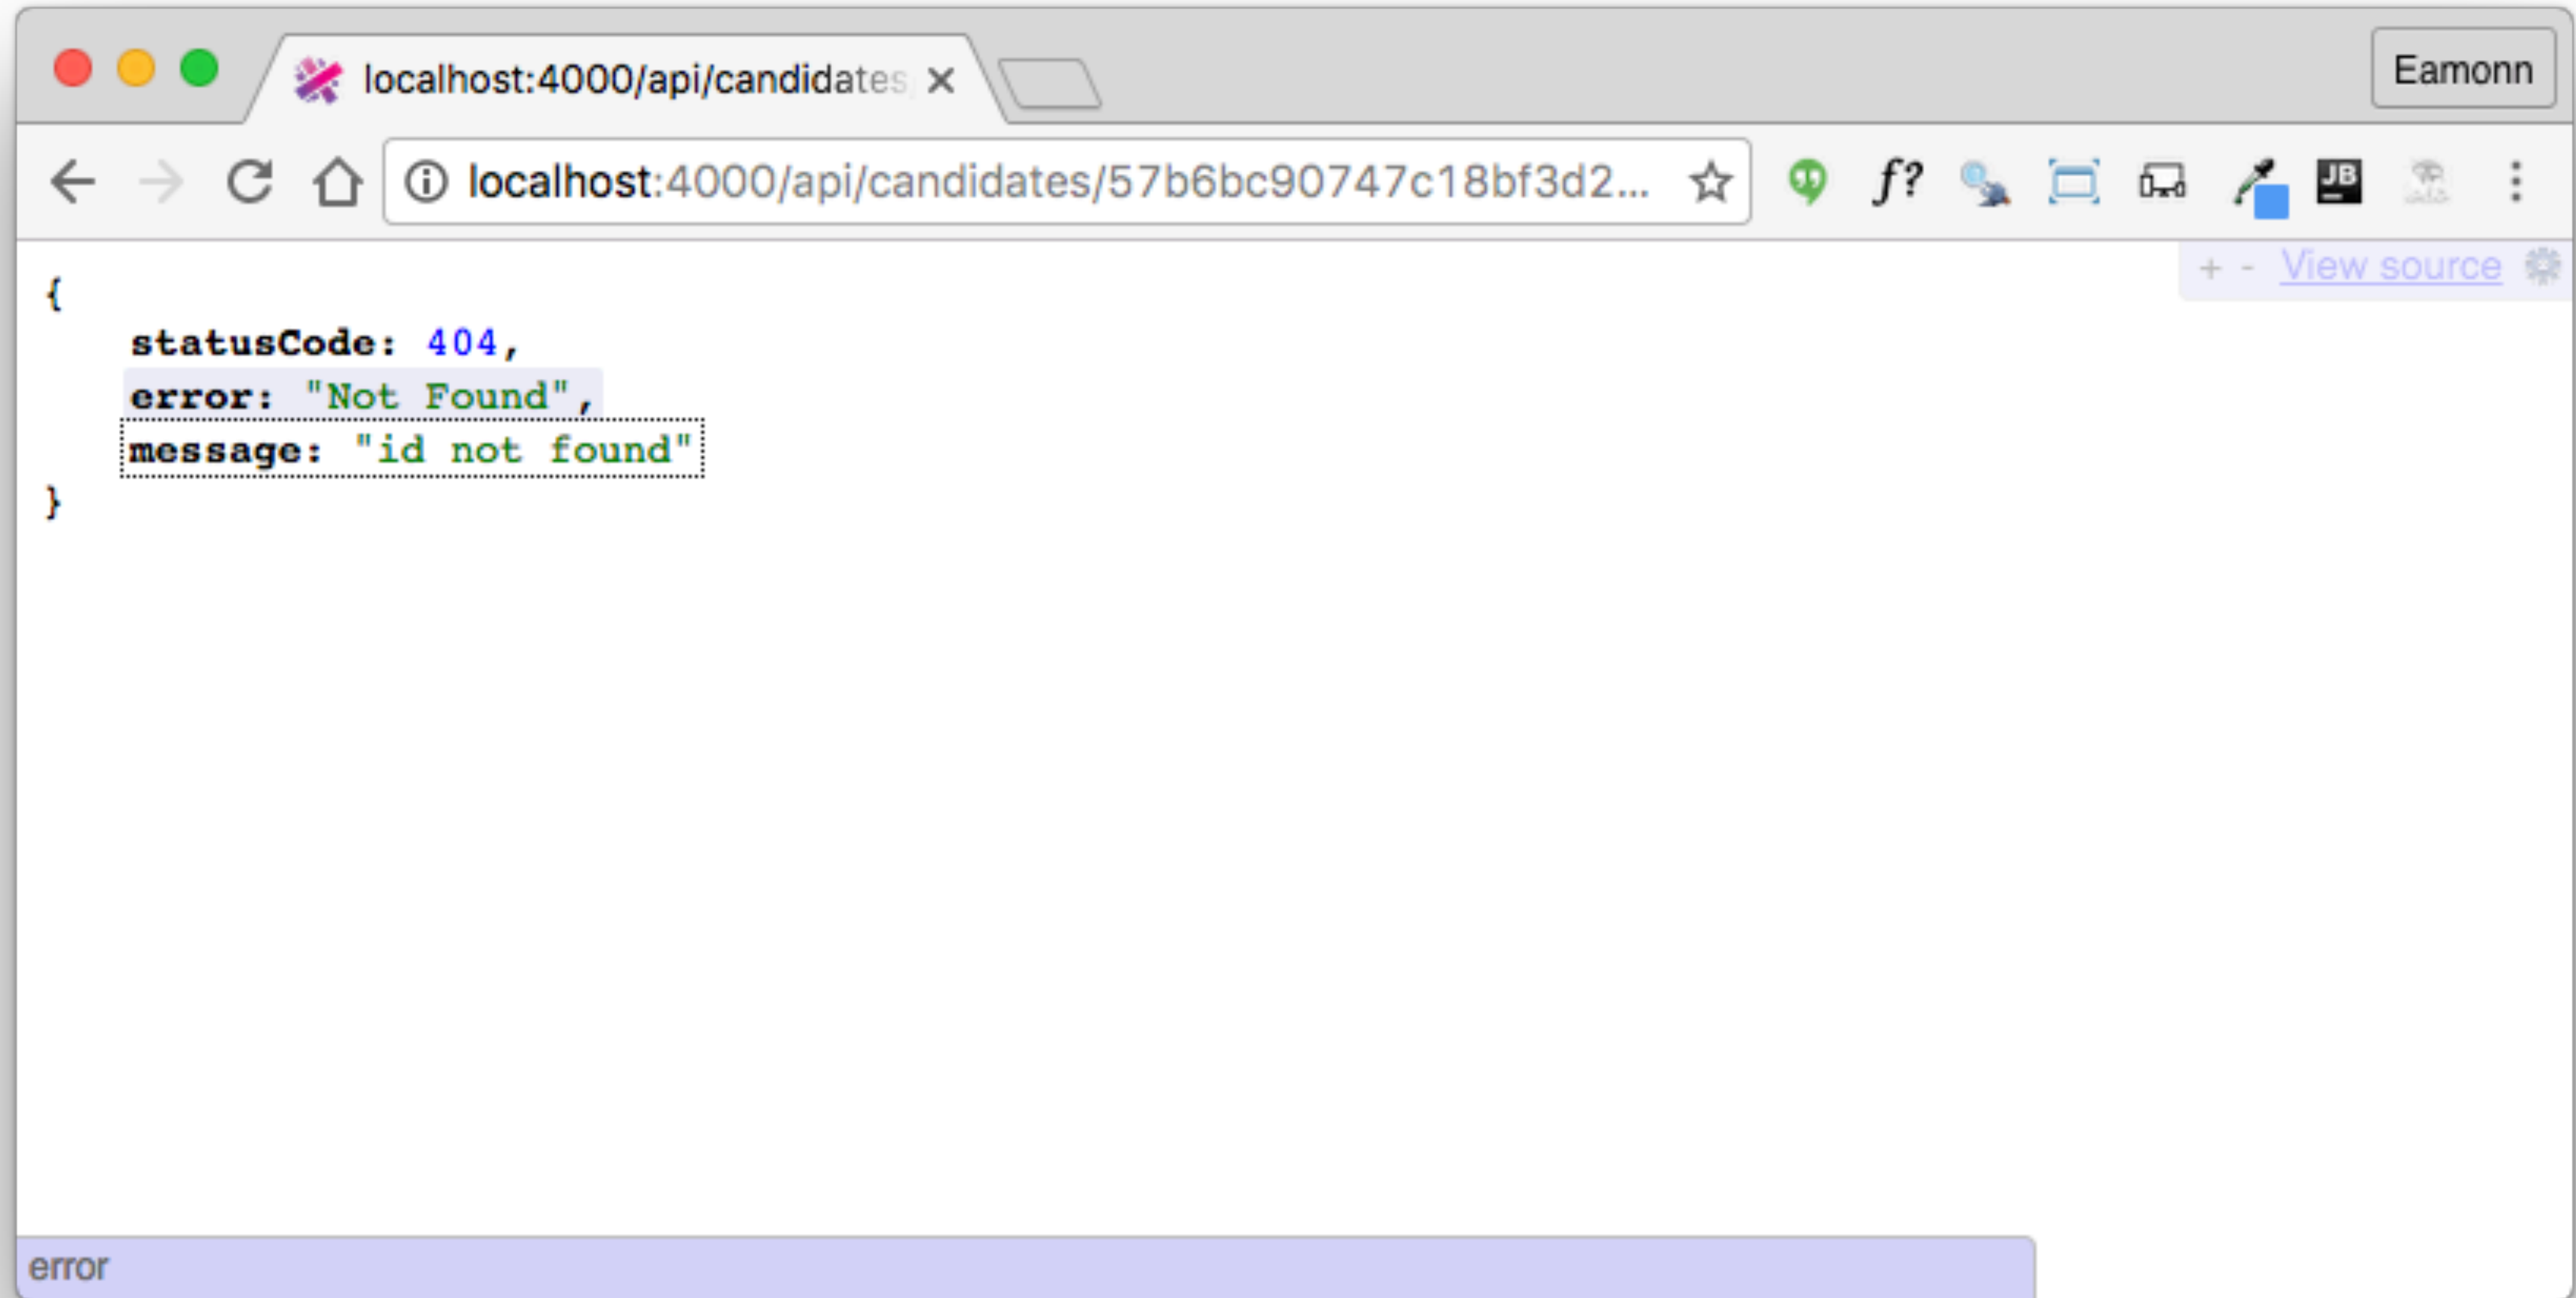 localhost:4000/api/candidates
Eamonn
localhost:4000/api/candidates/57b6bc90747c18bf3d2...
f?
JB
+ - View source
{
statusCode: 404,
error: "Not Found",
message: "id not found"
}
error